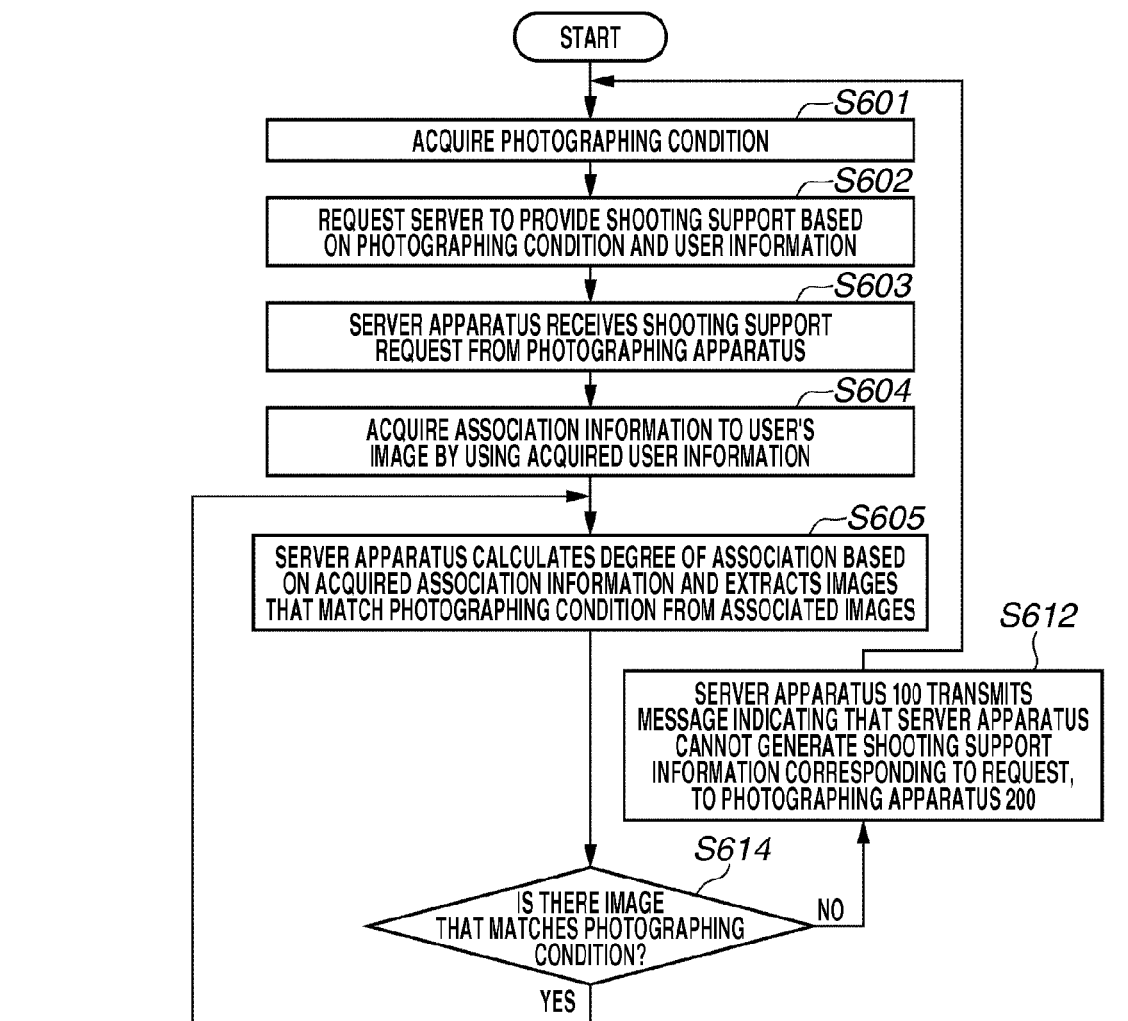 START
S601
ACQUIRE PHOTOGRAPHING CONDITION
S602
REQUEST SERVER TO PROVIDE SHOOTING SUPPORT BASED
ON PHOTOGRAPHING CONDITION AND USER INFORMATION
S603
SERVER APPARATUS RECEIVES SHOOTING SUPPORT
REQUEST FROM PHOTOGRAPHING APPARATUS
S604
ACQUIRE ASSOCIATION INFORMATION TO USER'S
IMAGE BY USING ACQUIRED USER INFORMATION
S605
SERVER APPARATUS CALCULATES DEGREE OF ASSOCIATION BASED
ON ACQUIRED ASSOCIATION INFORMATION AND EXTRACTS IMAGES
THAT MATCH PHOTOGRAPHING CONDITION FROM ASSOCIATED IMAGES
S612
SERVER APPARATUS 100 TRANSMITS
MESSAGE INDICATING THAT SERVER APPARATUS
CANNOT GENERATE SHOOTING SUPPORT
INFORMATION CORRESPONDING TO REQUEST,
TO PHOTOGRAPHING APPARATUS 200
S614
IS THERE IMAGE
THAT MATCHES PHOTOGRAPHING
CONDITION?
NO
YES